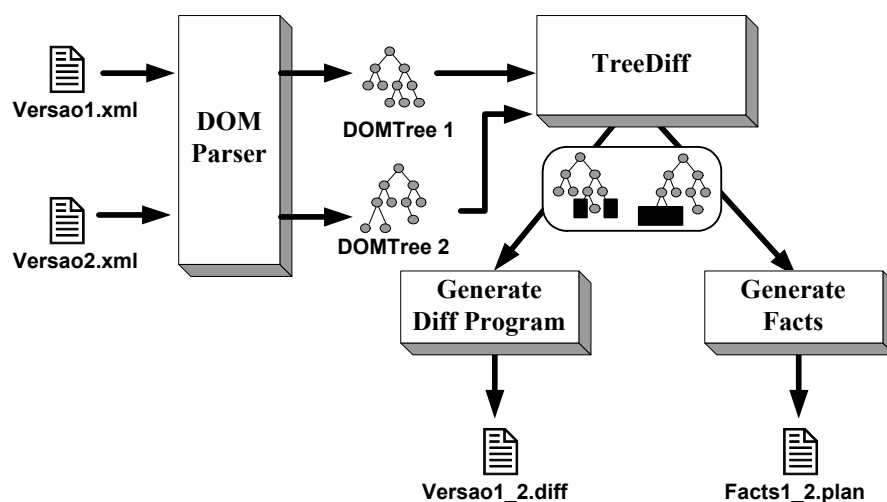 Versao1.xml
DOM
Parser
DOMTree 1
TreeDiff
Versao2.xml
DOMTree 2
Generate
Diff Program
Generate
Facts
Versao1_2.diff
Facts1_2.plan